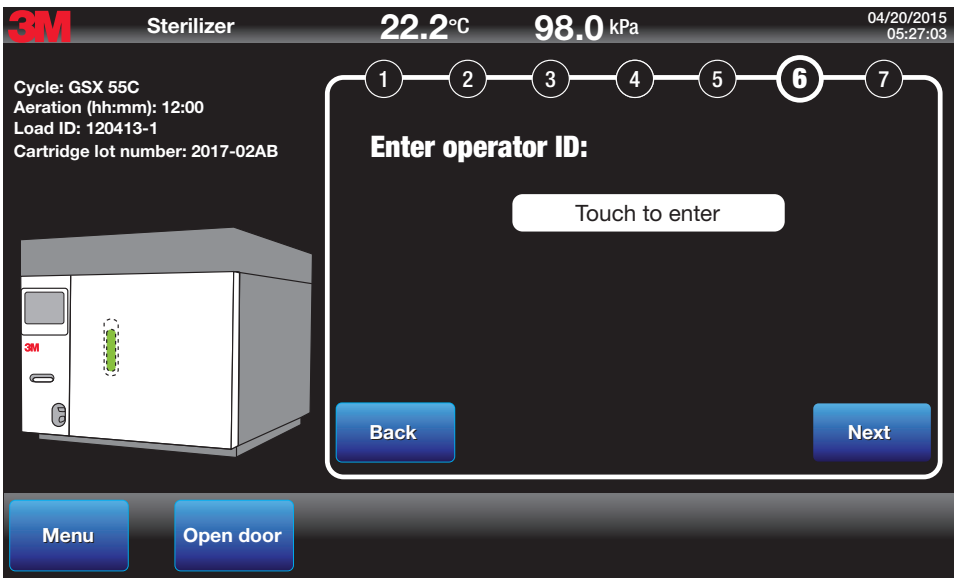 3M Sterilizer 22.2°C 98.0 kPa 04/20/2015
05:27:03
Cycle: GSX 55C
Aeration (hh:mm): 12:00
Load ID: 120413-1
Cartridge lot number: 2017-02AB
3M
1 2 3 4 5 6 7
Enter operator ID:
Touch to enter
Back Next
Menu Open door